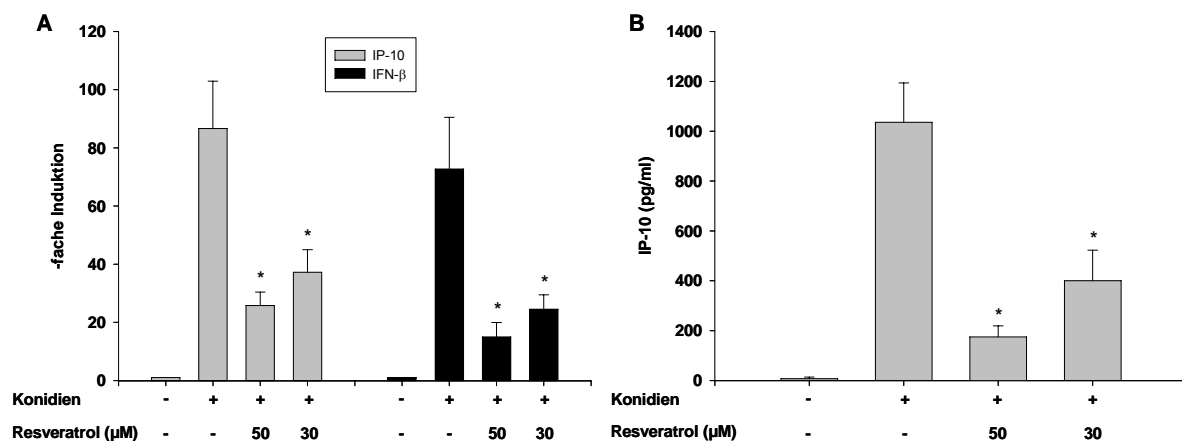 A
120
100
80
60
40
20
0
-fache Induktion
IP-10
IFN-β
* * * *
Konidien - + + + - + + +
Resveratrol (µM) - - 50 30 - - 50 30
B
1400
1200
1000
800
600
400
200
0
IP-10 (pg/ml)
* *
Konidien - + + +
Resveratrol (µM) - - 50 30